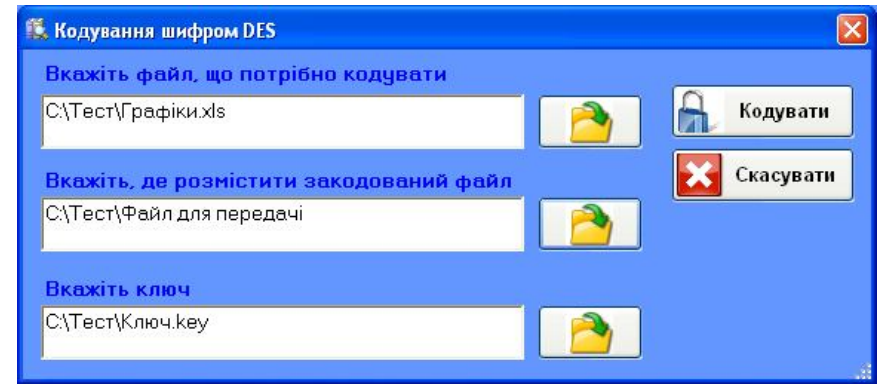 Кодування шифром DES
Вкажіть файл, що потрібно кодувати
C:\Тест\Графіки.xls
Кодувати
Вкажіть, де розмістити закодований файл
Скасувати
C:\Тест\Файл для передачі
Вкажіть ключ
C:\Тест\Ключ.key